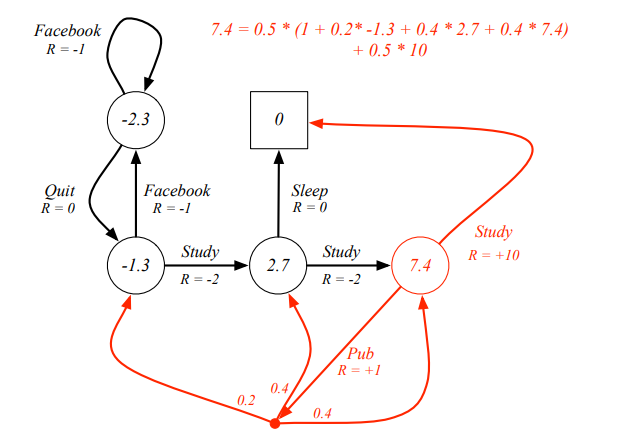 Facebook
R = -1
7.4 = 0.5 * (1 + 0.2* -1.3 + 0.4 * 2.7 + 0.4 * 7.4)
+ 0.5 * 10
-2.3
0
Quit
R = 0
Facebook
R = -1
Sleep
R = 0
-1.3
Study
R = -2
2.7
Study
R = -2
7.4
Study
R = +10
Pub
R = +1
0.2
0.4
0.4